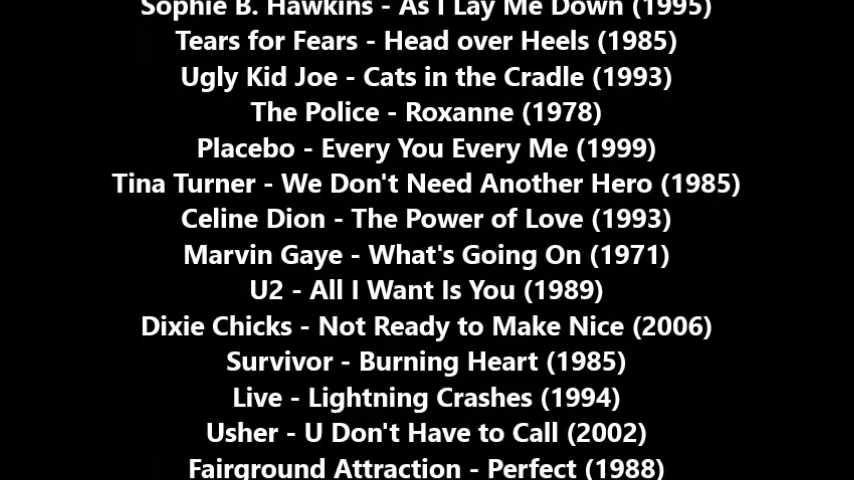 Sophie B. Hawkins - As I Lay Me Down (1995)
Tears for Fears - Head over Heels (1985)
Ugly Kid Joe - Cats in the Cradle (1993)
The Police - Roxanne (1978)
Placebo - Every You Every Me (1999)
Tina Turner - We Don't Need Another Hero (1985)
Celine Dion - The Power of Love (1993)
Marvin Gaye - What's Going On (1971)
U2 - All I Want Is You (1989)
Dixie Chicks - Not Ready to Make Nice (2006)
Survivor - Burning Heart (1985)
Live - Lightning Crashes (1994)
Usher - U Don't Have to Call (2002)
Fairground Attraction - Perfect (1988)